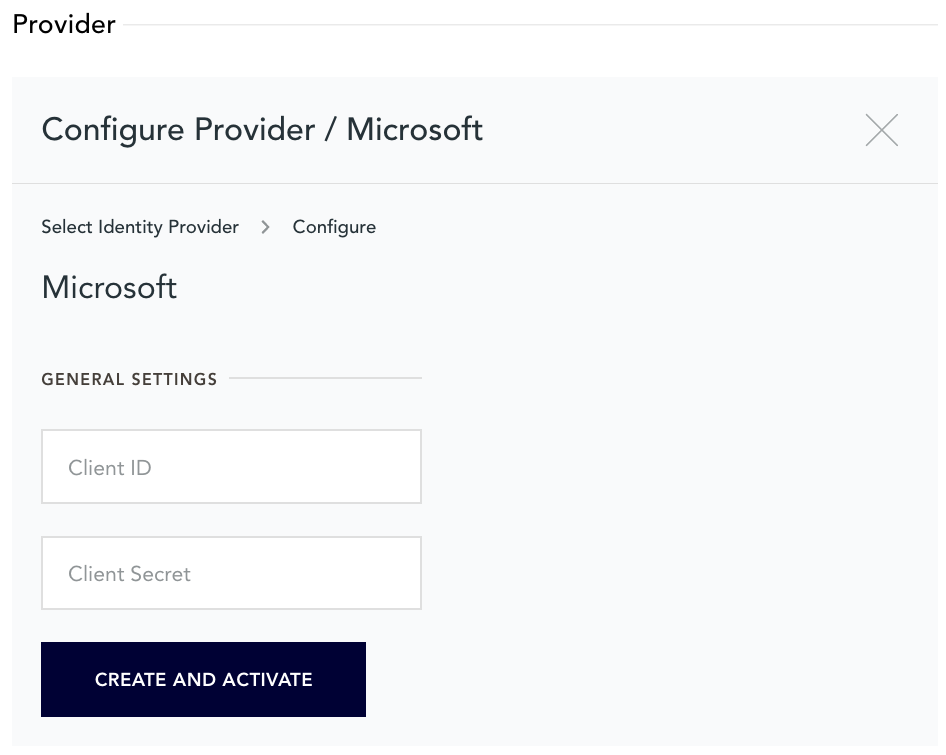 Provider
Configure Provider / Microsoft
Select Identity Provider > Configure
Microsoft
GENERAL SETTINGS
Client ID
Client Secret
CREATE AND ACTIVATE